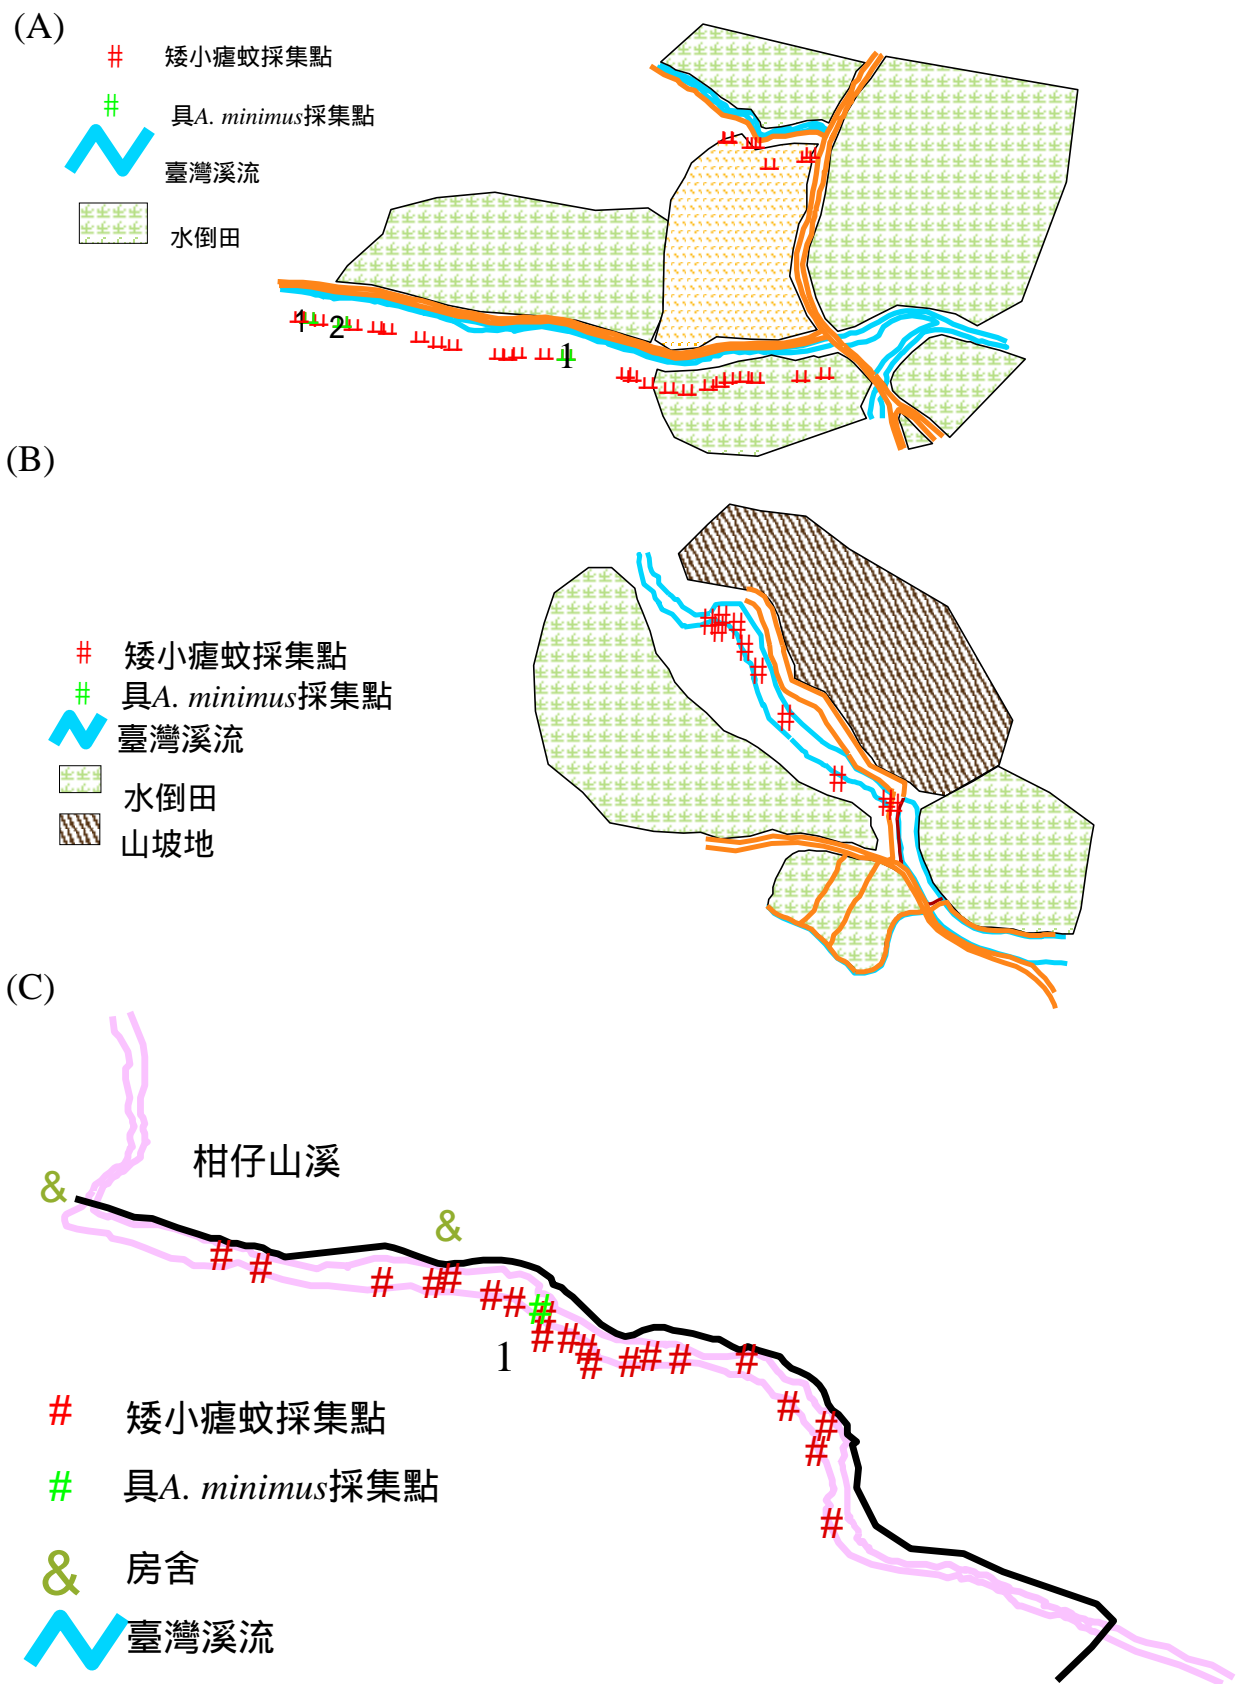 (A)
# 矮小瘧蚊採集點
# 具A. minimus採集點
臺灣溪流
水倒田
1
2
1
(B)
# 矮小瘧蚊採集點
# 具A. minimus採集點
臺灣溪流
水倒田
山坡地
(C)
柑仔山溪
&
&
1
# 矮小瘧蚊採集點
# 具A. minimus採集點
& 房舍
臺灣溪流